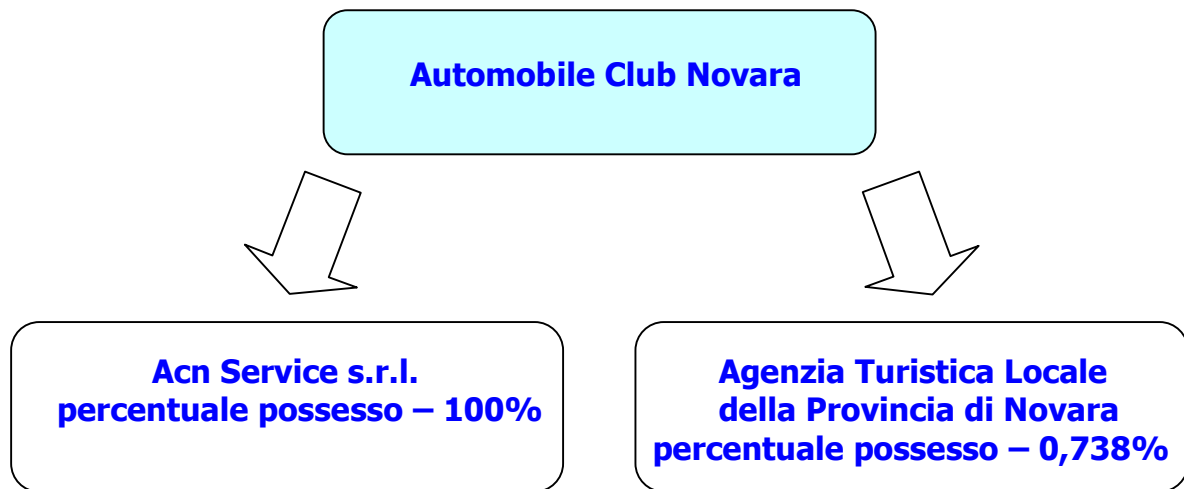 Automobile Club Novara
Acn Service s.r.l.
percentuale possesso – 100%
Agenzia Turistica Locale
della Provincia di Novara
percentuale possesso – 0,738%